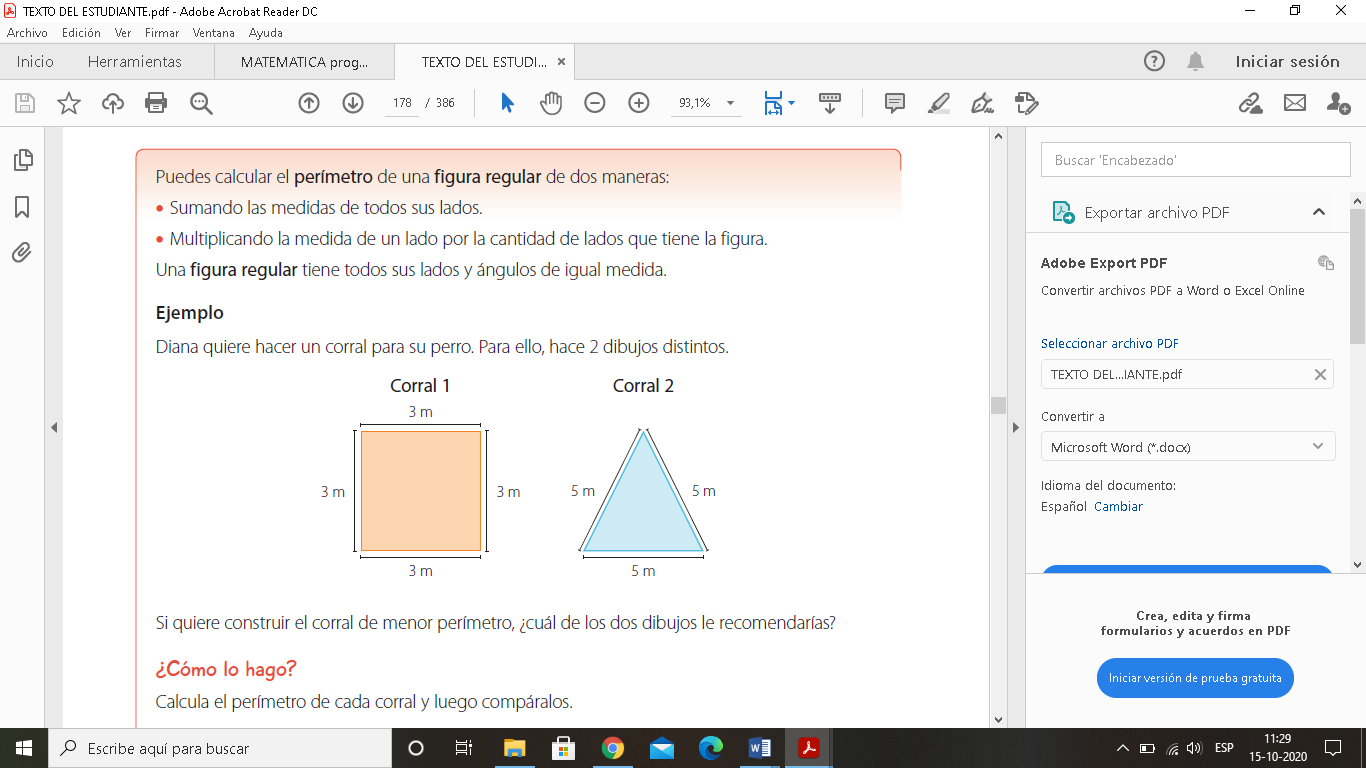 TEXTO DEL ESTUDIANTE.pdf - Adobe Acrobat Reader DC
Archivo Edición Ver Firmar Ventana Ayuda
Inicio Herramientas MATEMATICA prog... TEXTO DEL ESTUDI... × Iniciar sesión
178 / 386 93,1%
Puedes calcular el perímetro de una figura regular de dos maneras:
• Sumando las medidas de todos sus lados.
• Multiplicando la medida de un lado por la cantidad de lados que tiene la figura.
Una figura regular tiene todos sus lados y ángulos de igual medida.
Ejemplo
Diana quiere hacer un corral para su perro. Para ello, hace 2 dibujos distintos.
Corral 1 Corral 2
3 m
3 m 3 m 5 m 5 m
3 m 5 m
Si quiere construir el corral de menor perímetro, ¿cuál de los dos dibujos le recomendarías?
¿Cómo lo hago?
Calcula el perímetro de cada corral y luego compáralos.
Buscar 'Encabezado'
Exportar archivo PDF
Adobe Export PDF
Convertir archivos PDF a Word o Excel Online
Seleccionar archivo PDF
TEXTO DEL...IANTE.pdf
Convertir a
Microsoft Word (*.docx)
Idioma del documento:
Español Cambiar
Crea, edita y firma
formularios y acuerdos en PDF
Iniciar versión de prueba gratuita
Escribe aquí para buscar
ESP
11:29
15-10-2020